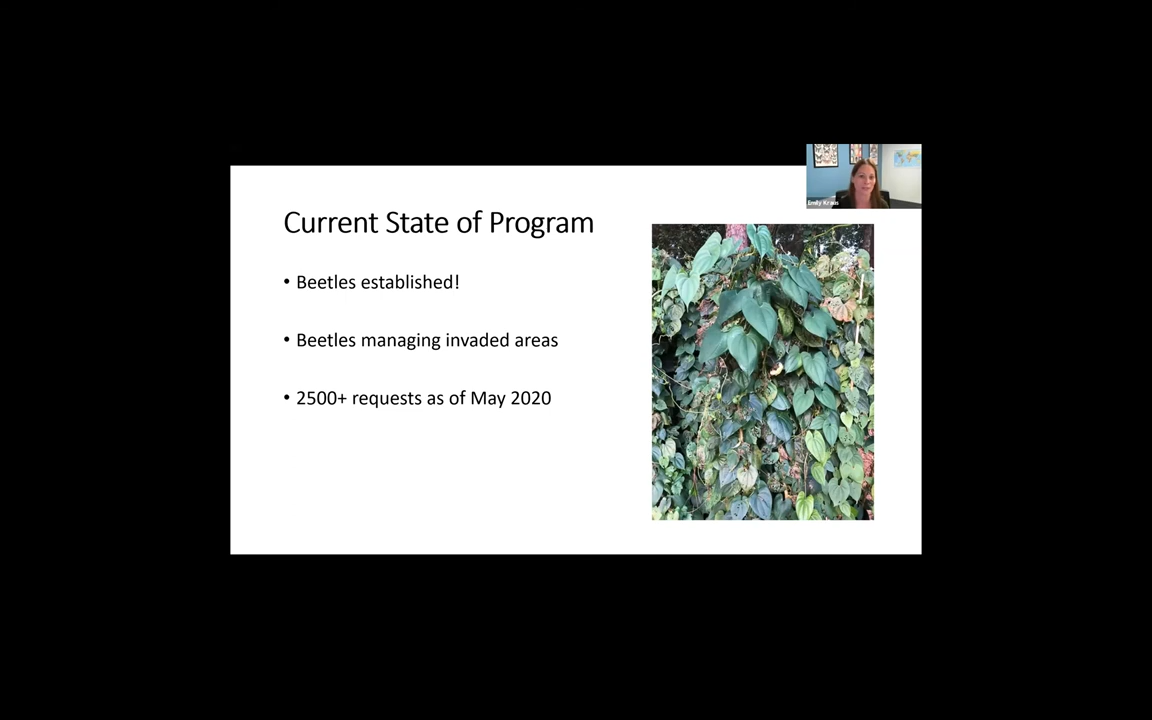 Emily Kraus
Current State of Program
• Beetles established!
• Beetles managing invaded areas
• 2500+ requests as of May 2020